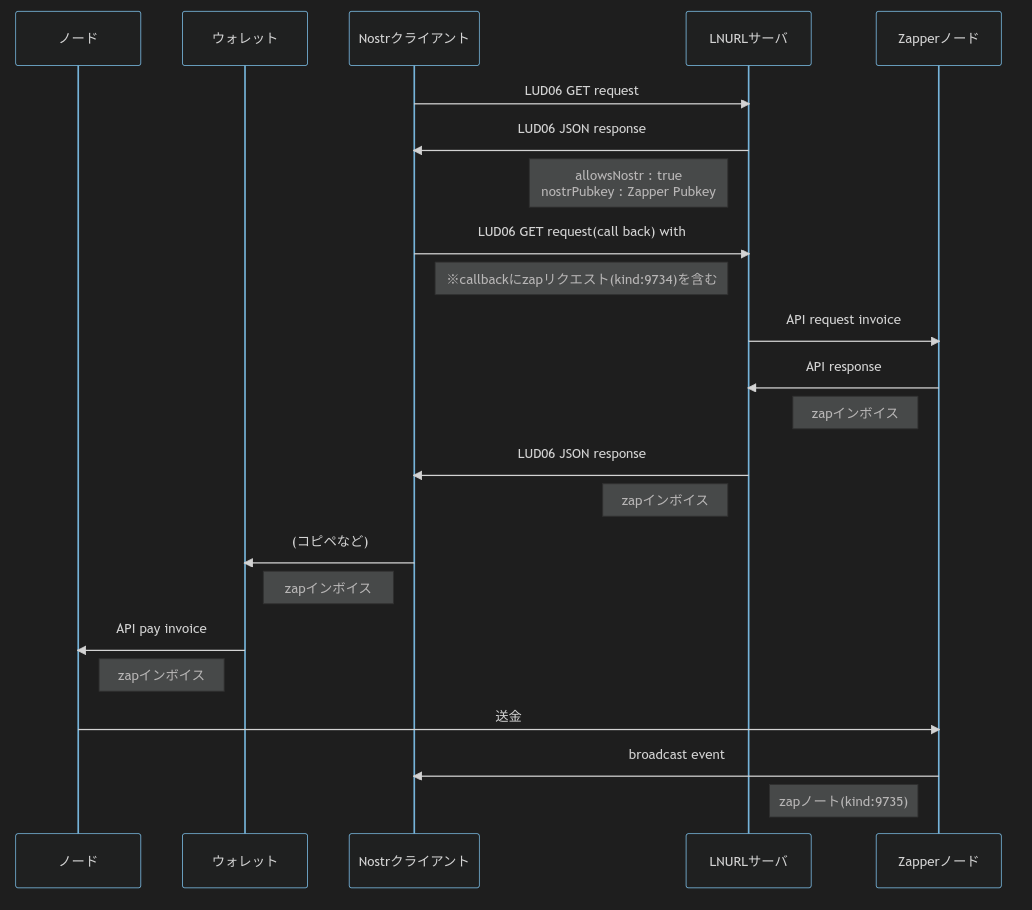 ノード
ウォレット
Nostrクライアント
LNURLサーバ
Zapperノード
LUD06 GET request
LUD06 JSON response
allowsNostr : true
nostrPubkey : Zapper Pubkey
LUD06 GET request(call back) with
※callbackにzapリクエスト(kind:9734)を含む
API request invoice
API response
zapインボイス
LUD06 JSON response
zapインボイス
(コピペなど)
zapインボイス
API pay invoice
zapインボイス
送金
broadcast event
zapノート(kind:9735)
ノード
ウォレット
Nostrクライアント
LNURLサーバ
Zapperノード